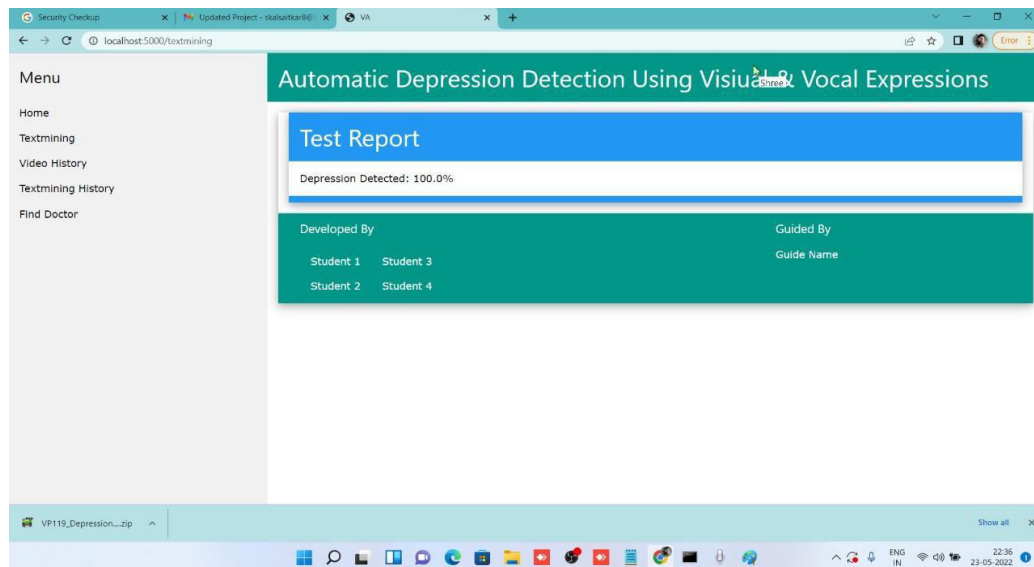 Security Checkup
Updated Project - skalsaitkar8@
VA
localhost:5000/textmining
Error
Menu
Home
Textmining
Video History
Textmining History
Find Doctor
Automatic Depression Detection Using Visiual & Vocal Expressions
Shree
Test Report
Depression Detected: 100.0%
Developed By
Student 1 Student 3
Student 2 Student 4
Guided By
Guide Name
VP119_Depression....zip
Show all
ENG
IN
22:36
23-05-2022
1